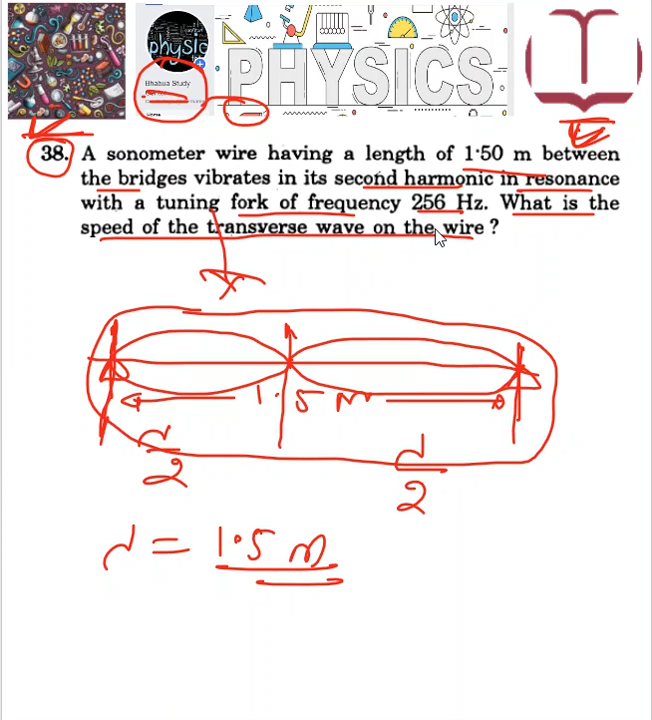 physic
Bhabua Study
PHYSICS
38. A sonometer wire having a length of 1·50 m between
the bridges vibrates in its second harmonic in resonance
with a tuning fork of frequency 256 Hz. What is the
speed of the transverse wave on the wire ?
1.5 m
λ/2 λ/2
λ = 1.5 m